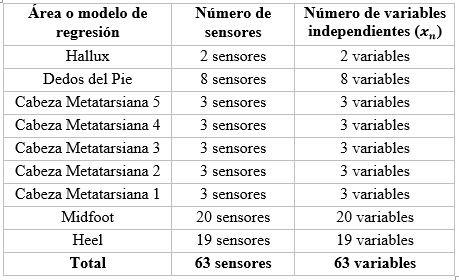 Área o modelo de regresión Número de sensores Número de variables independientes (𝒙𝒏)
Hallux 2 sensores 2 variables
Dedos del Pie 8 sensores 8 variables
Cabeza Metatarsiana 5 3 sensores 3 variables
Cabeza Metatarsiana 4 3 sensores 3 variables
Cabeza Metatarsiana 3 3 sensores 3 variables
Cabeza Metatarsiana 2 3 sensores 3 variables
Cabeza Metatarsiana 1 3 sensores 3 variables
Midfoot 20 sensores 20 variables
Heel 19 sensores 19 variables
Total 63 sensores 63 variables